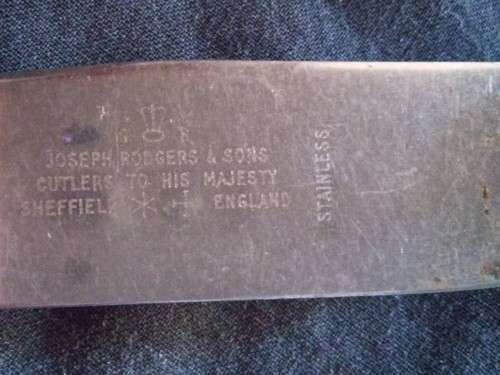 G R
JOSEPH RODGERS & SONS
CUTLERS TO HIS MAJESTY
SHEFFIELD ENGLAND
STAINLESS